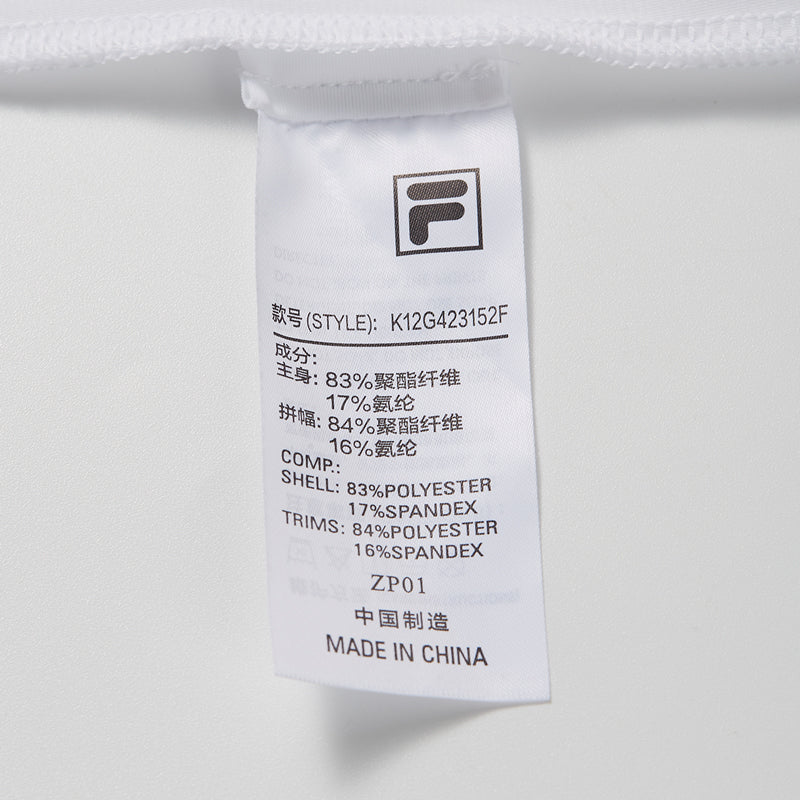 F
款号(STYLE): K12G423152F
成分:
主身: 83%聚酯纤维
17%氨纶
拼幅: 84%聚酯纤维
16%氨纶
COMP.:
SHELL: 83%POLYESTER
17%SPANDEX
TRIMS: 84%POLYESTER
16%SPANDEX
ZP01
中国制造
MADE IN CHINA